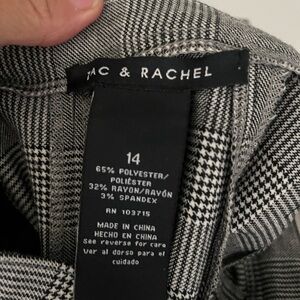 AC & RACHEL
14
65% POLYESTER/
POLIÉSTER
32% RAYON/RAYÓN
3% SPANDEX
RN 103715
MADE IN CHINA
HECHO EN CHINA
See reverse for care
Ver al dorso para el
cuidado